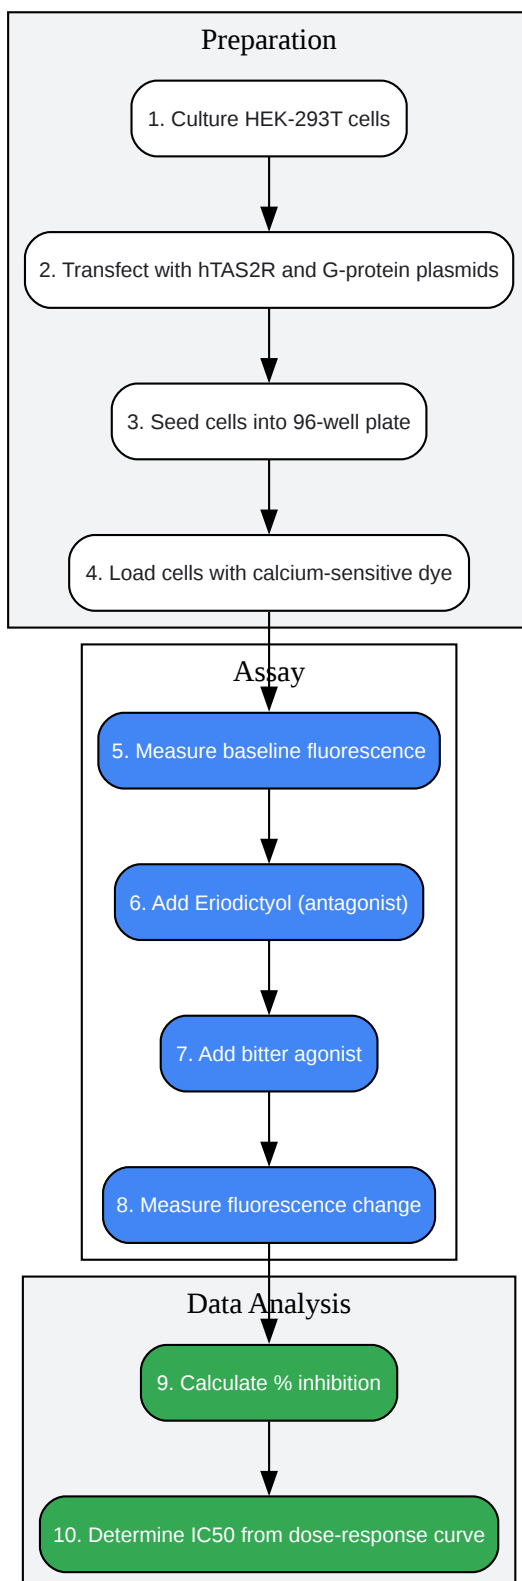 Preparation
1. Culture HEK-293T cells
2. Transfect with hTAS2R and G-protein plasmids
3. Seed cells into 96-well plate
4. Load cells with calcium-sensitive dye
Assay
5. Measure baseline fluorescence
6. Add Eriodictyol (antagonist)
7. Add bitter agonist
8. Measure fluorescence change
Data Analysis
9. Calculate % inhibition
10. Determine IC50 from dose-response curve